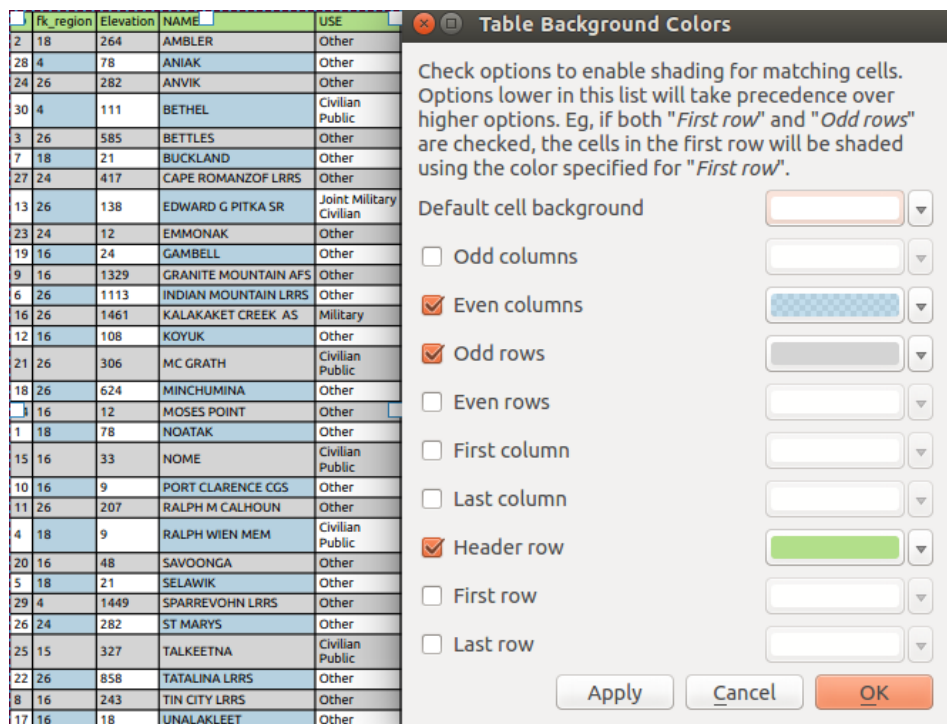 fk_region Elevation NAME USE
2 18 264 AMBLER Other
28 4 78 ANIAK Other
24 26 282 ANVIK Other
30 4 111 BETHEL Civilian Public
3 26 585 BETTLES Other
7 18 21 BUCKLAND Other
27 24 417 CAPE ROMANZOF LRRS Other
13 26 138 EDWARD G PITKA SR Joint Military Civilian
23 24 12 EMMONAK Other
19 16 24 GAMBELL Other
9 16 1329 GRANITE MOUNTAIN AFS Other
6 26 1113 INDIAN MOUNTAIN LRRS Other
16 26 1461 KALAKAKET CREEK AS Military
12 16 108 KOYUK Other
21 26 306 MC GRATH Civilian Public
18 26 624 MINCHUMINA Other
16 12 MOSES POINT Other
1 18 78 NOATAK Other
15 16 33 NOME Civilian Public
10 16 9 PORT CLARENCE CGS Other
11 26 207 RALPH M CALHOUN Other
4 18 9 RALPH WIEN MEM Civilian Public
20 16 48 SAVOONGA Other
5 18 21 SELAWIK Other
29 4 1449 SPARREVOHN LRRS Other
26 24 282 ST MARYS Other
25 15 327 TALKEETNA Civilian Public
22 26 858 TATALINA LRRS Other
8 16 243 TIN CITY LRRS Other
17 16 18 UNALAKLEET Other
Table Background Colors
Check options to enable shading for matching cells.
Options lower in this list will take precedence over
higher options. Eg, if both "First row" and "Odd rows"
are checked, the cells in the first row will be shaded
using the color specified for "First row".
Default cell background
Odd columns
Even columns
Odd rows
Even rows
First column
Last column
Header row
First row
Last row
Apply Cancel OK